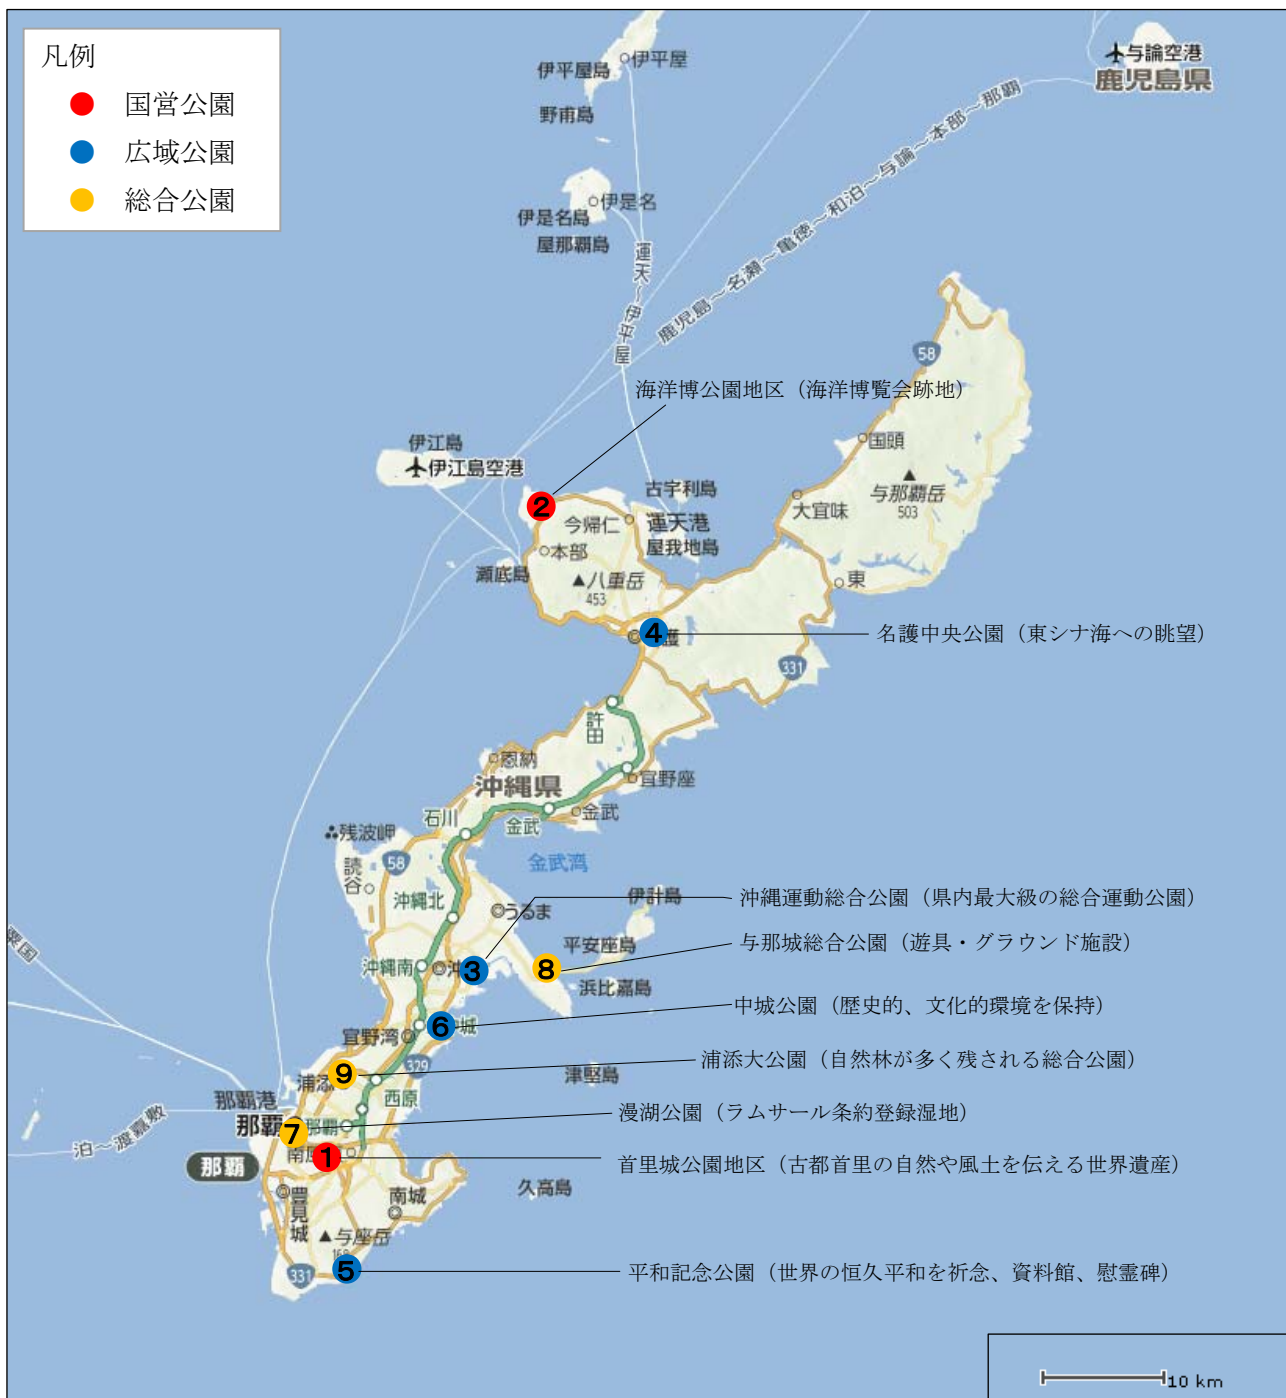 凡例
国営公園
広域公園
総合公園
伊平屋
伊平屋島
野甫島
与論空港
鹿児島県
伊是名
伊是名島
屋那覇島
運天～伊平屋
鹿児島～名瀬～亀徳～和泊～与論～本部～那覇
58
海洋博公園地区（海洋博覧会跡地）
国頭
伊江島
伊江島空港
与那覇岳
503
古宇利島
大宜味
2
今帰仁
運天港
屋我地島
本部
瀬底島
八重岳
453
東
4
護
名護中央公園（東シナ海への眺望）
331
許田
恩納
沖縄県
宜野座
金武
金武
石川
残波岬
58
読谷
金武湾
沖縄北
うるま
伊計島
沖縄運動総合公園（県内最大級の総合運動公園）
平安座島
与那城総合公園（遊具・グラウンド施設）
粟国
沖縄南
沖
3
8
浜比嘉島
中城公園（歴史的、文化的環境を保持）
宜野湾
6
城
329
浦添大公園（自然林が多く残される総合公園）
浦添
9
津堅島
西原
那覇港
漫湖公園（ラムサール条約登録湿地）
那覇
那覇
7
泊～渡嘉敷
那覇
南風
1
首里城公園地区（古都首里の自然や風土を伝える世界遺産）
久高島
豊見城
南城
与座岳
331
5
平和記念公園（世界の恒久平和を祈念、資料館、慰霊碑）
10 km